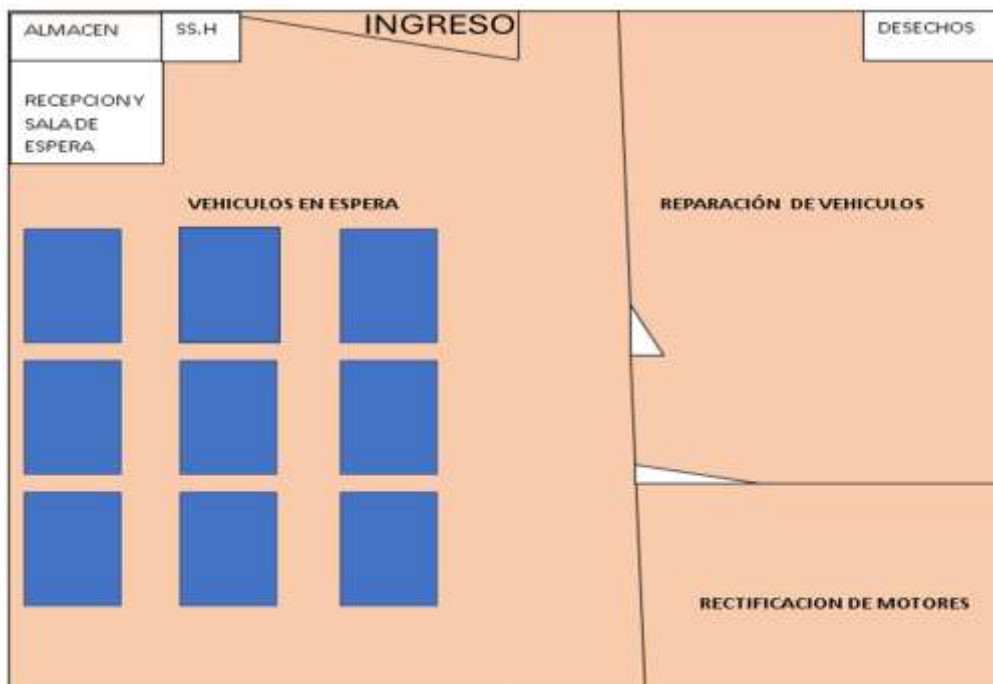 ALMACEN
SS.H
INGRESO
DESECHOS
RECEPCION Y
SALA DE
ESPERA
VEHICULOS EN ESPERA
REPARACIÓN DE VEHICULOS
RECTIFICACION DE MOTORES